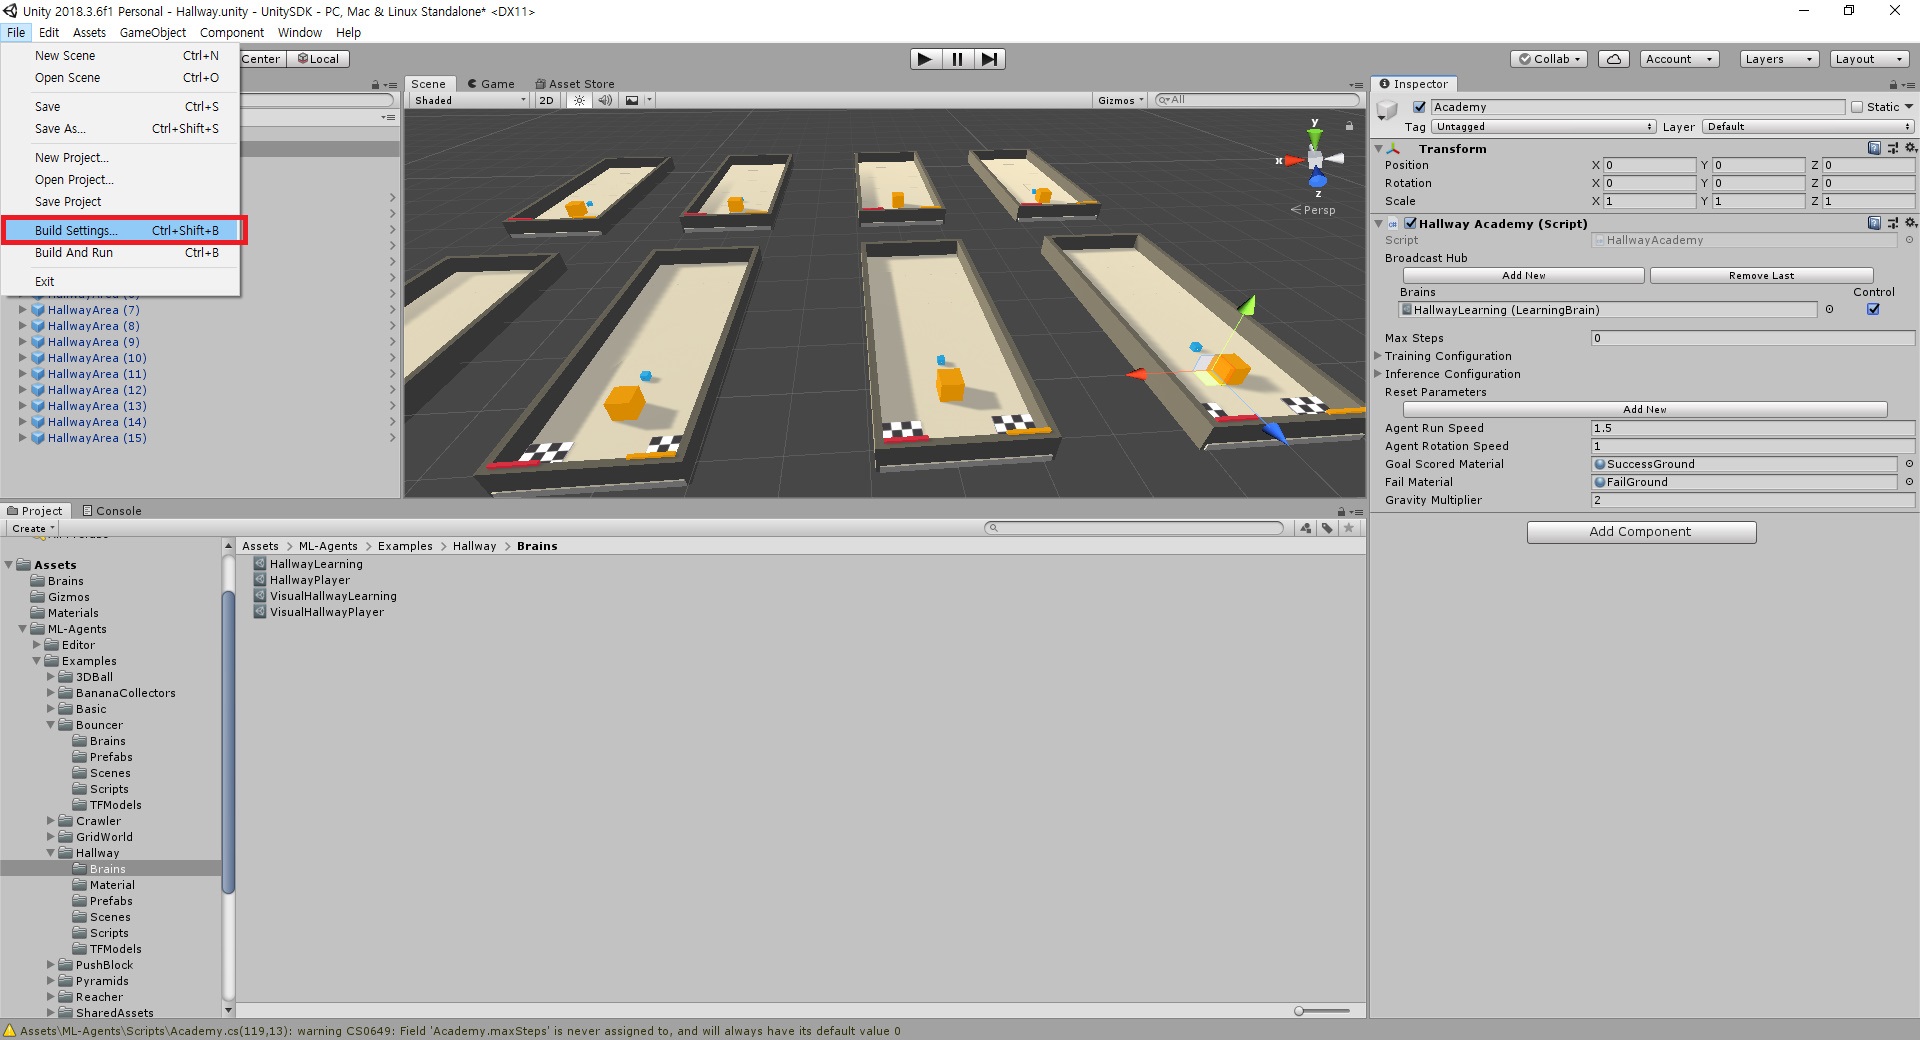 Unity 2018.3.6f1 Personal - Hallway.unity - UnitySDK - PC, Mac & Linux Standalone* <DX11>
File Edit Assets GameObject Component Window Help
New Scene Ctrl+N
Open Scene Ctrl+O
Save Ctrl+S
Save As... Ctrl+Shift+S
New Project...
Open Project...
Save Project
Build Settings... Ctrl+Shift+B
Build And Run Ctrl+B
Exit
Center Local
Collab Account Layers Layout
HallwayArea (7)
HallwayArea (8)
HallwayArea (9)
HallwayArea (10)
HallwayArea (11)
HallwayArea (12)
HallwayArea (13)
HallwayArea (14)
HallwayArea (15)
Scene Game Asset Store
Shaded 2D Gizmos All
y
x
z
Persp
Inspector
Academy Static
Tag Untagged Layer Default
Transform
Position X 0 Y 0 Z 0
Rotation X 0 Y 0 Z 0
Scale X 1 Y 1 Z 1
Hallway Academy (Script)
Script HallwayAcademy
Broadcast Hub
Add New Remove Last
Brains Control
HallwayLearning (LearningBrain)
Max Steps 0
Training Configuration
Inference Configuration
Reset Parameters
Add New
Agent Run Speed 1.5
Agent Rotation Speed 1
Goal Scored Material SuccessGround
Fail Material FailGround
Gravity Multiplier 2
Add Component
Project Console
Create
Assets
Brains
Gizmos
Materials
ML-Agents
Editor
Examples
3DBall
BananaCollectors
Basic
Bouncer
Brains
Prefabs
Scenes
Scripts
TFModels
Crawler
GridWorld
Hallway
Brains
Material
Prefabs
Scenes
Scripts
TFModels
PushBlock
Pyramids
Reacher
SharedAssets
Assets > ML-Agents > Examples > Hallway > Brains
HallwayLearning
HallwayPlayer
VisualHallwayLearning
VisualHallwayPlayer
Assets\ML-Agents\Scripts\Academy.cs(119,13): warning CS0649: Field 'Academy.maxSteps' is never assigned to, and will always have its default value 0